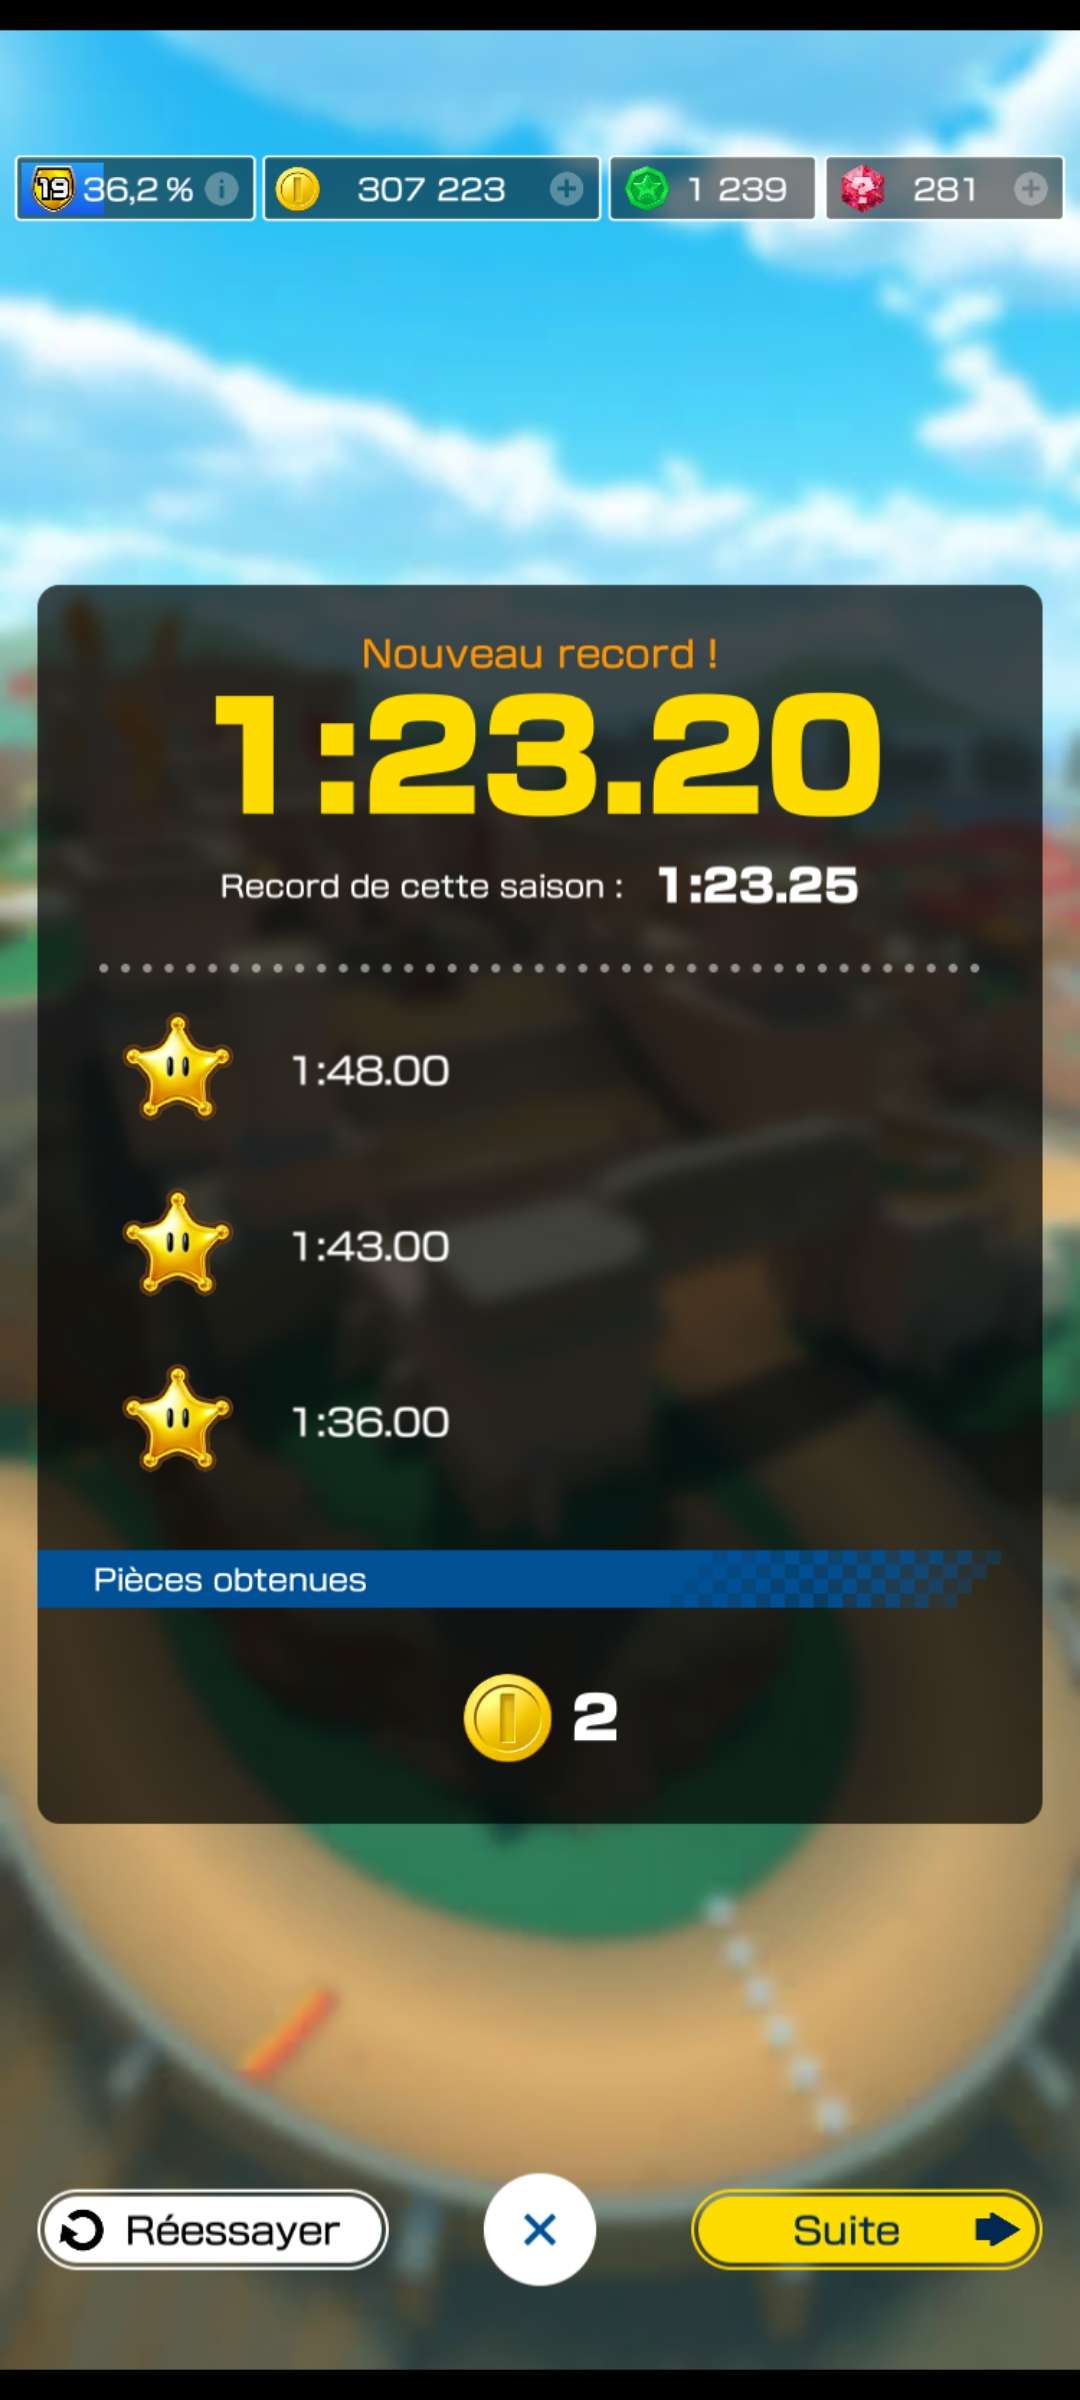 19 36,2 % i 307 223 + 1 239 ? 281 +
Nouveau record !
1:23.20
Record de cette saison : 1:23.25
1:48.00
1:43.00
1:36.00
Pièces obtenues
2
Réessayer × Suite